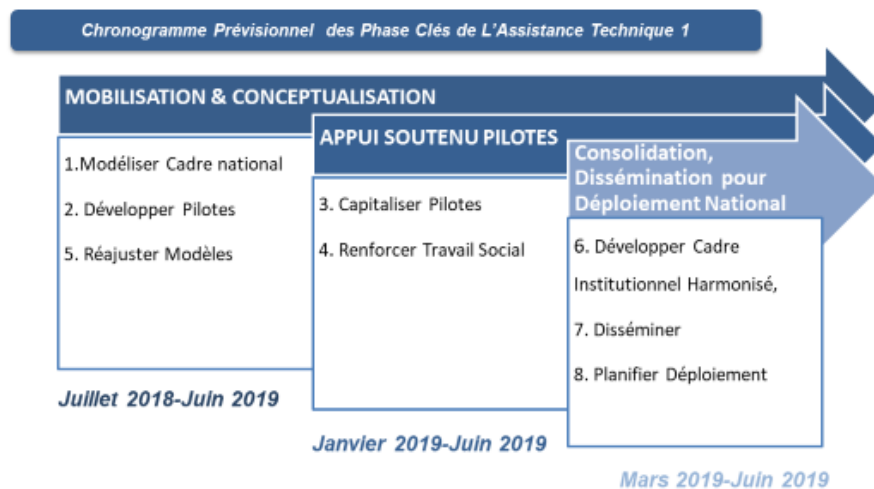 Chronogramme Prévisionnel des Phase Clés de L'Assistance Technique 1
MOBILISATION & CONCEPTUALISATION
1.Modéliser Cadre national
2. Développer Pilotes
5. Réajuster Modèles
Juillet 2018-Juin 2019
APPUI SOUTENU PILOTES
3. Capitaliser Pilotes
4. Renforcer Travail Social
Janvier 2019-Juin 2019
Consolidation,
Dissémination pour
Déploiement National
6. Développer Cadre
Institutionnel Harmonisé,
7. Disséminer
8. Planifier Déploiement
Mars 2019-Juin 2019